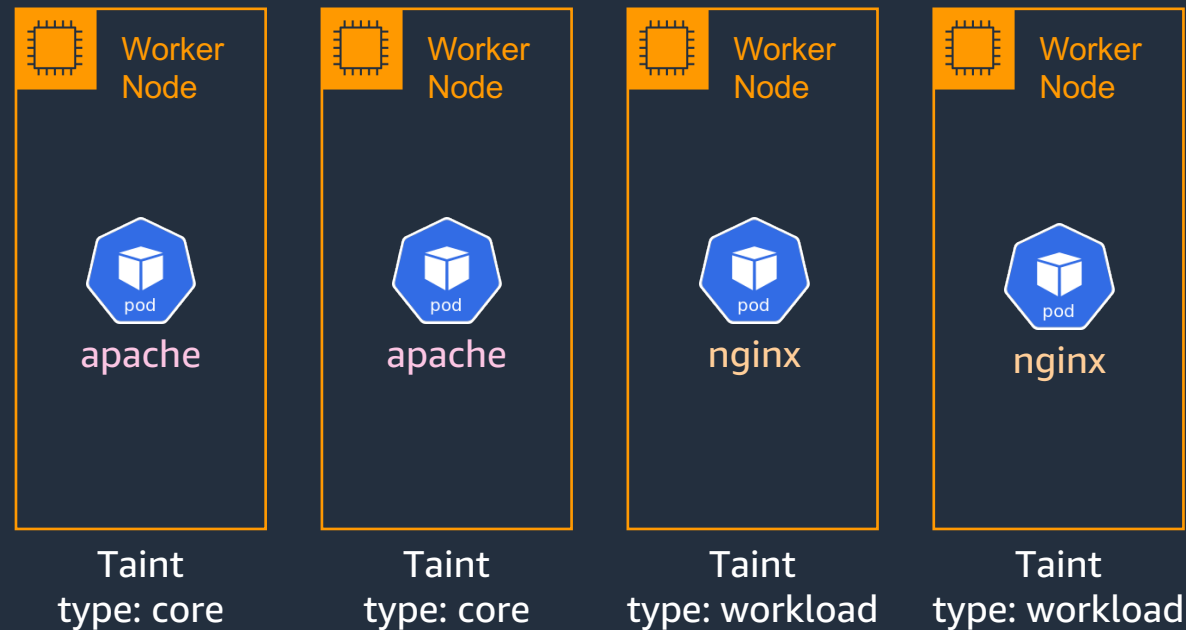 Worker
Node
pod
apache
Taint
type: core
Worker
Node
pod
apache
Taint
type: core
Worker
Node
pod
nginx
Taint
type: workload
Worker
Node
pod
nginx
Taint
type: workload